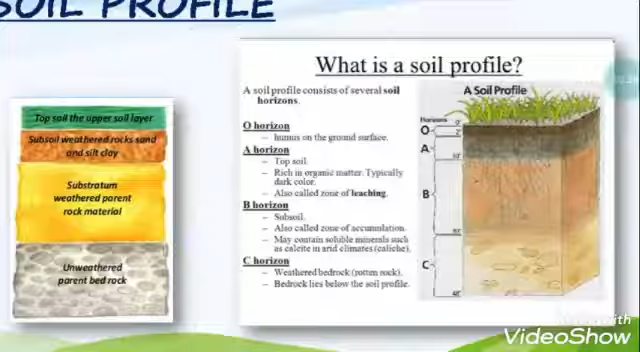 SOIL PROFILE
What is a soil profile?
A soil profile consists of several soil
horizons.
O horizon
– humus on the ground surface.
A horizon
– Top soil.
– Rich in organic matter. Typically
dark color.
– Also called zone of leaching.
B horizon
– Subsoil.
– Also called zone of accumulation.
– May contain soluble minerals such
as calcite in arid climates (caliche).
C horizon
– Weathered bedrock (rotten rock).
– Bedrock lies below the soil profile.
A Soil Profile
Horizons
O
A
B
C
Top soil the upper soil layer
Subsoil weathered rocks sand
and silt clay
Substratum
weathered parent
rock material
Unweathered
parent bed rock
with
VideoShow